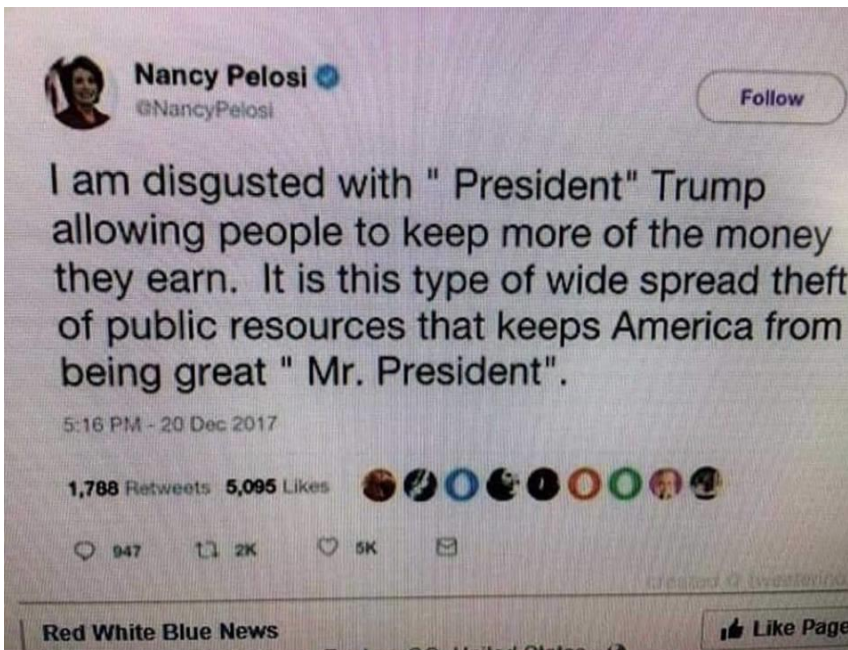 Nancy Pelosi
@NancyPelosi
Follow
I am disgusted with " President" Trump
allowing people to keep more of the money
they earn.  It is this type of wide spread theft
of public resources that keeps America from
being great " Mr. President".
5:16 PM - 20 Dec 2017
1,788 Retweets 5,095 Likes
947 2K 5K
created @
Red White Blue News
Like Page
United States